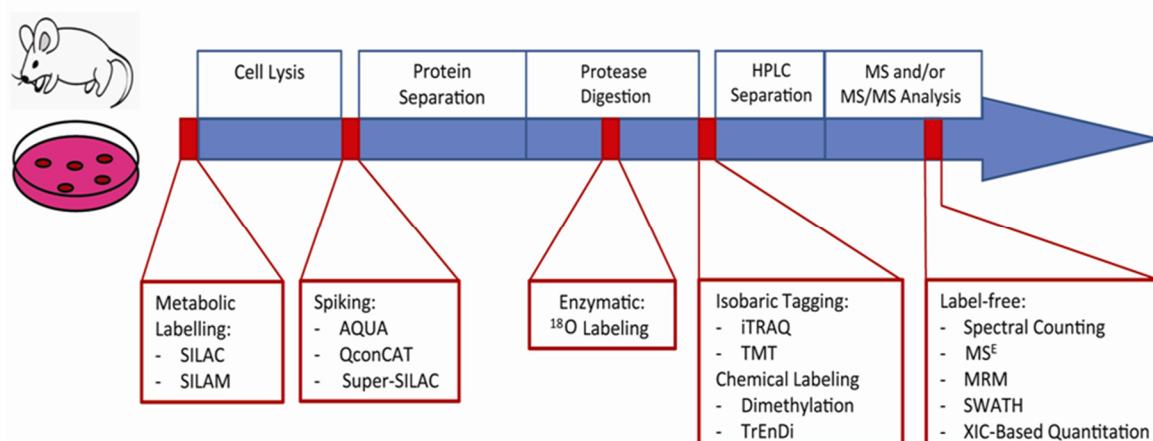 Cell Lysis
Protein
Separation
Protease
Digestion
HPLC
Separation
MS and/or
MS/MS Analysis
Metabolic
Labelling:
- SILAC
- SILAM
Spiking:
- AQUA
- QconCAT
- Super-SILAC
Enzymatic:
¹⁸O Labeling
Isobaric Tagging:
- iTRAQ
- TMT
Chemical Labeling
- Dimethylation
- TrEnDi
Label-free:
- Spectral Counting
- MSᴱ
- MRM
- SWATH
- XIC-Based Quantitation